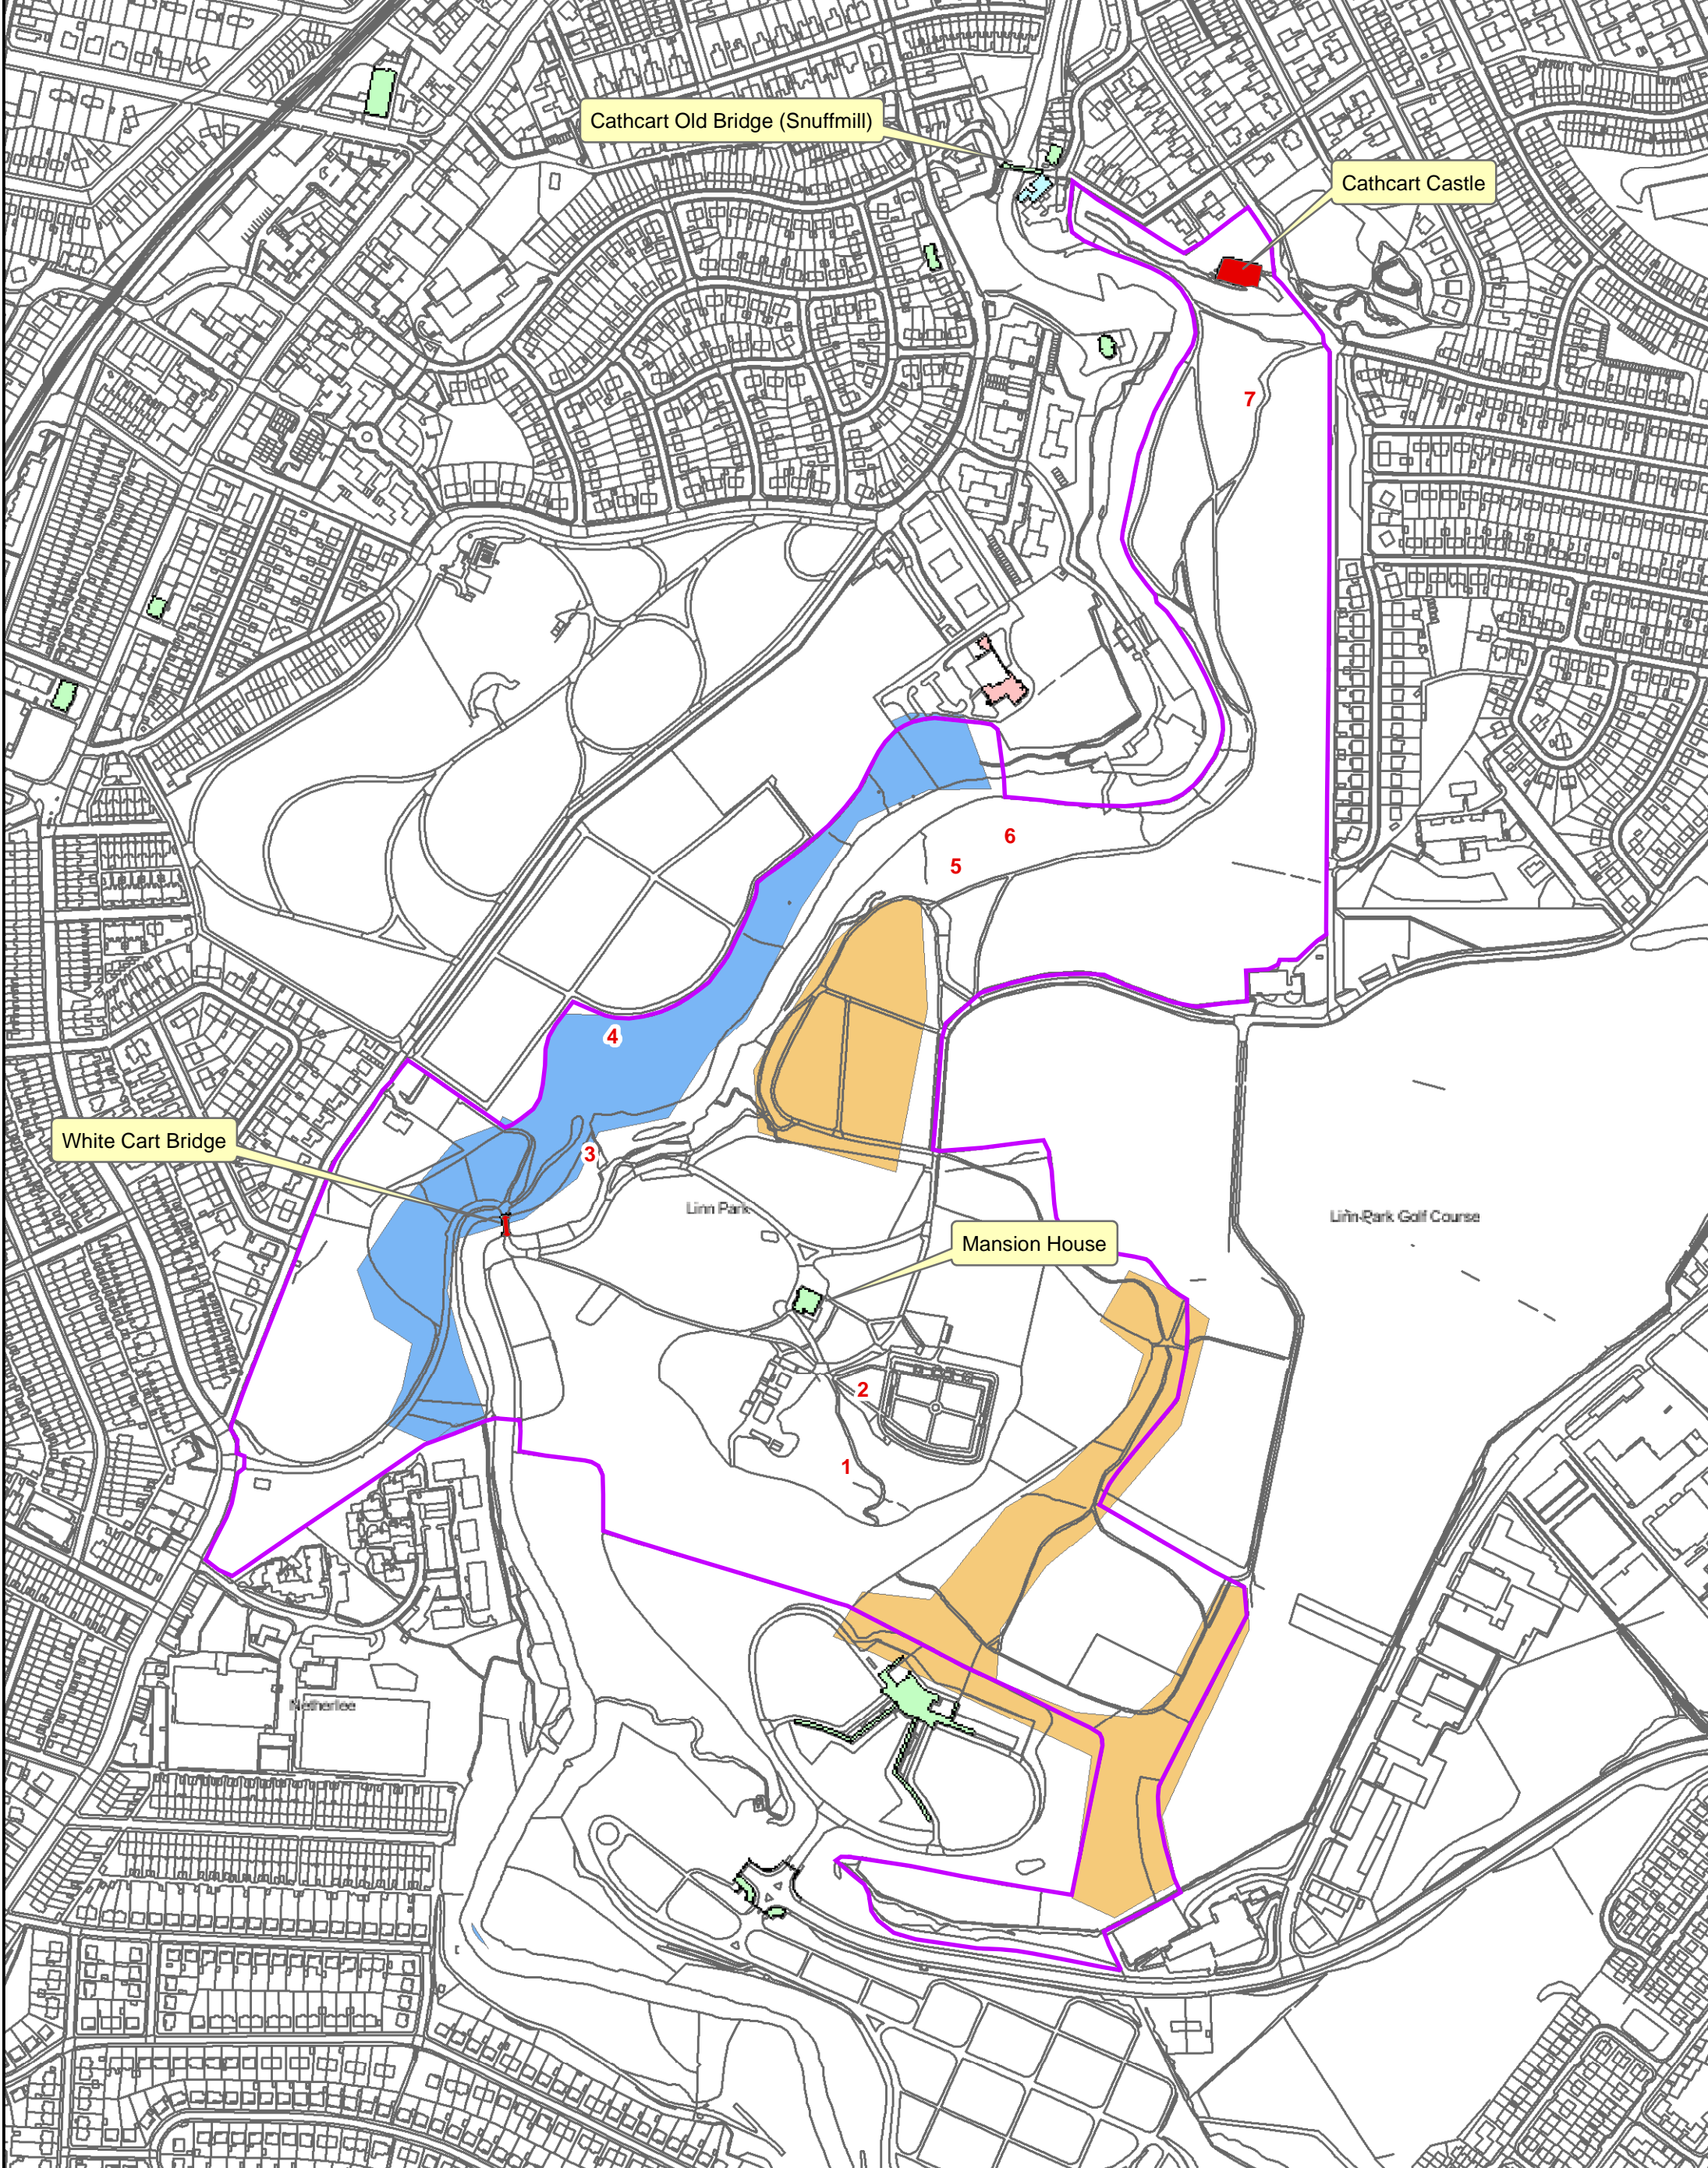 Cathcart Old Bridge (Snuffmill)
Cathcart Castle
7
6
5
4
White Cart Bridge
3
Linn Park
Linn Park Golf Course
Mansion House
2
1
Netherlee